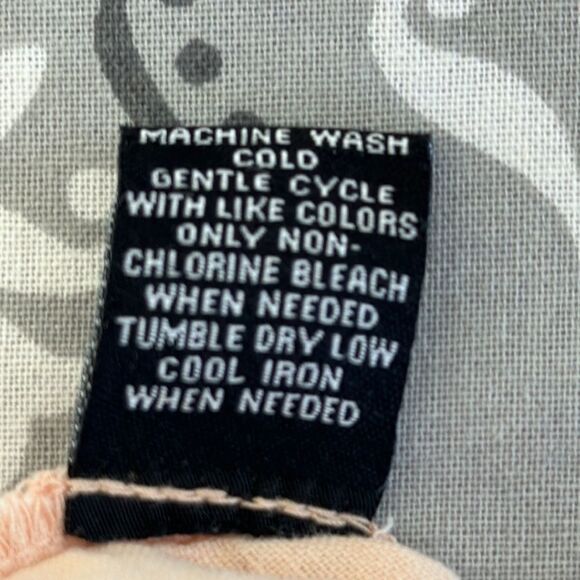 MACHINE WASH
COLD
GENTLE CYCLE
WITH LIKE COLORS
ONLY NON-
CHLORINE BLEACH
WHEN NEEDED
TUMBLE DRY LOW
COOL IRON
WHEN NEEDED